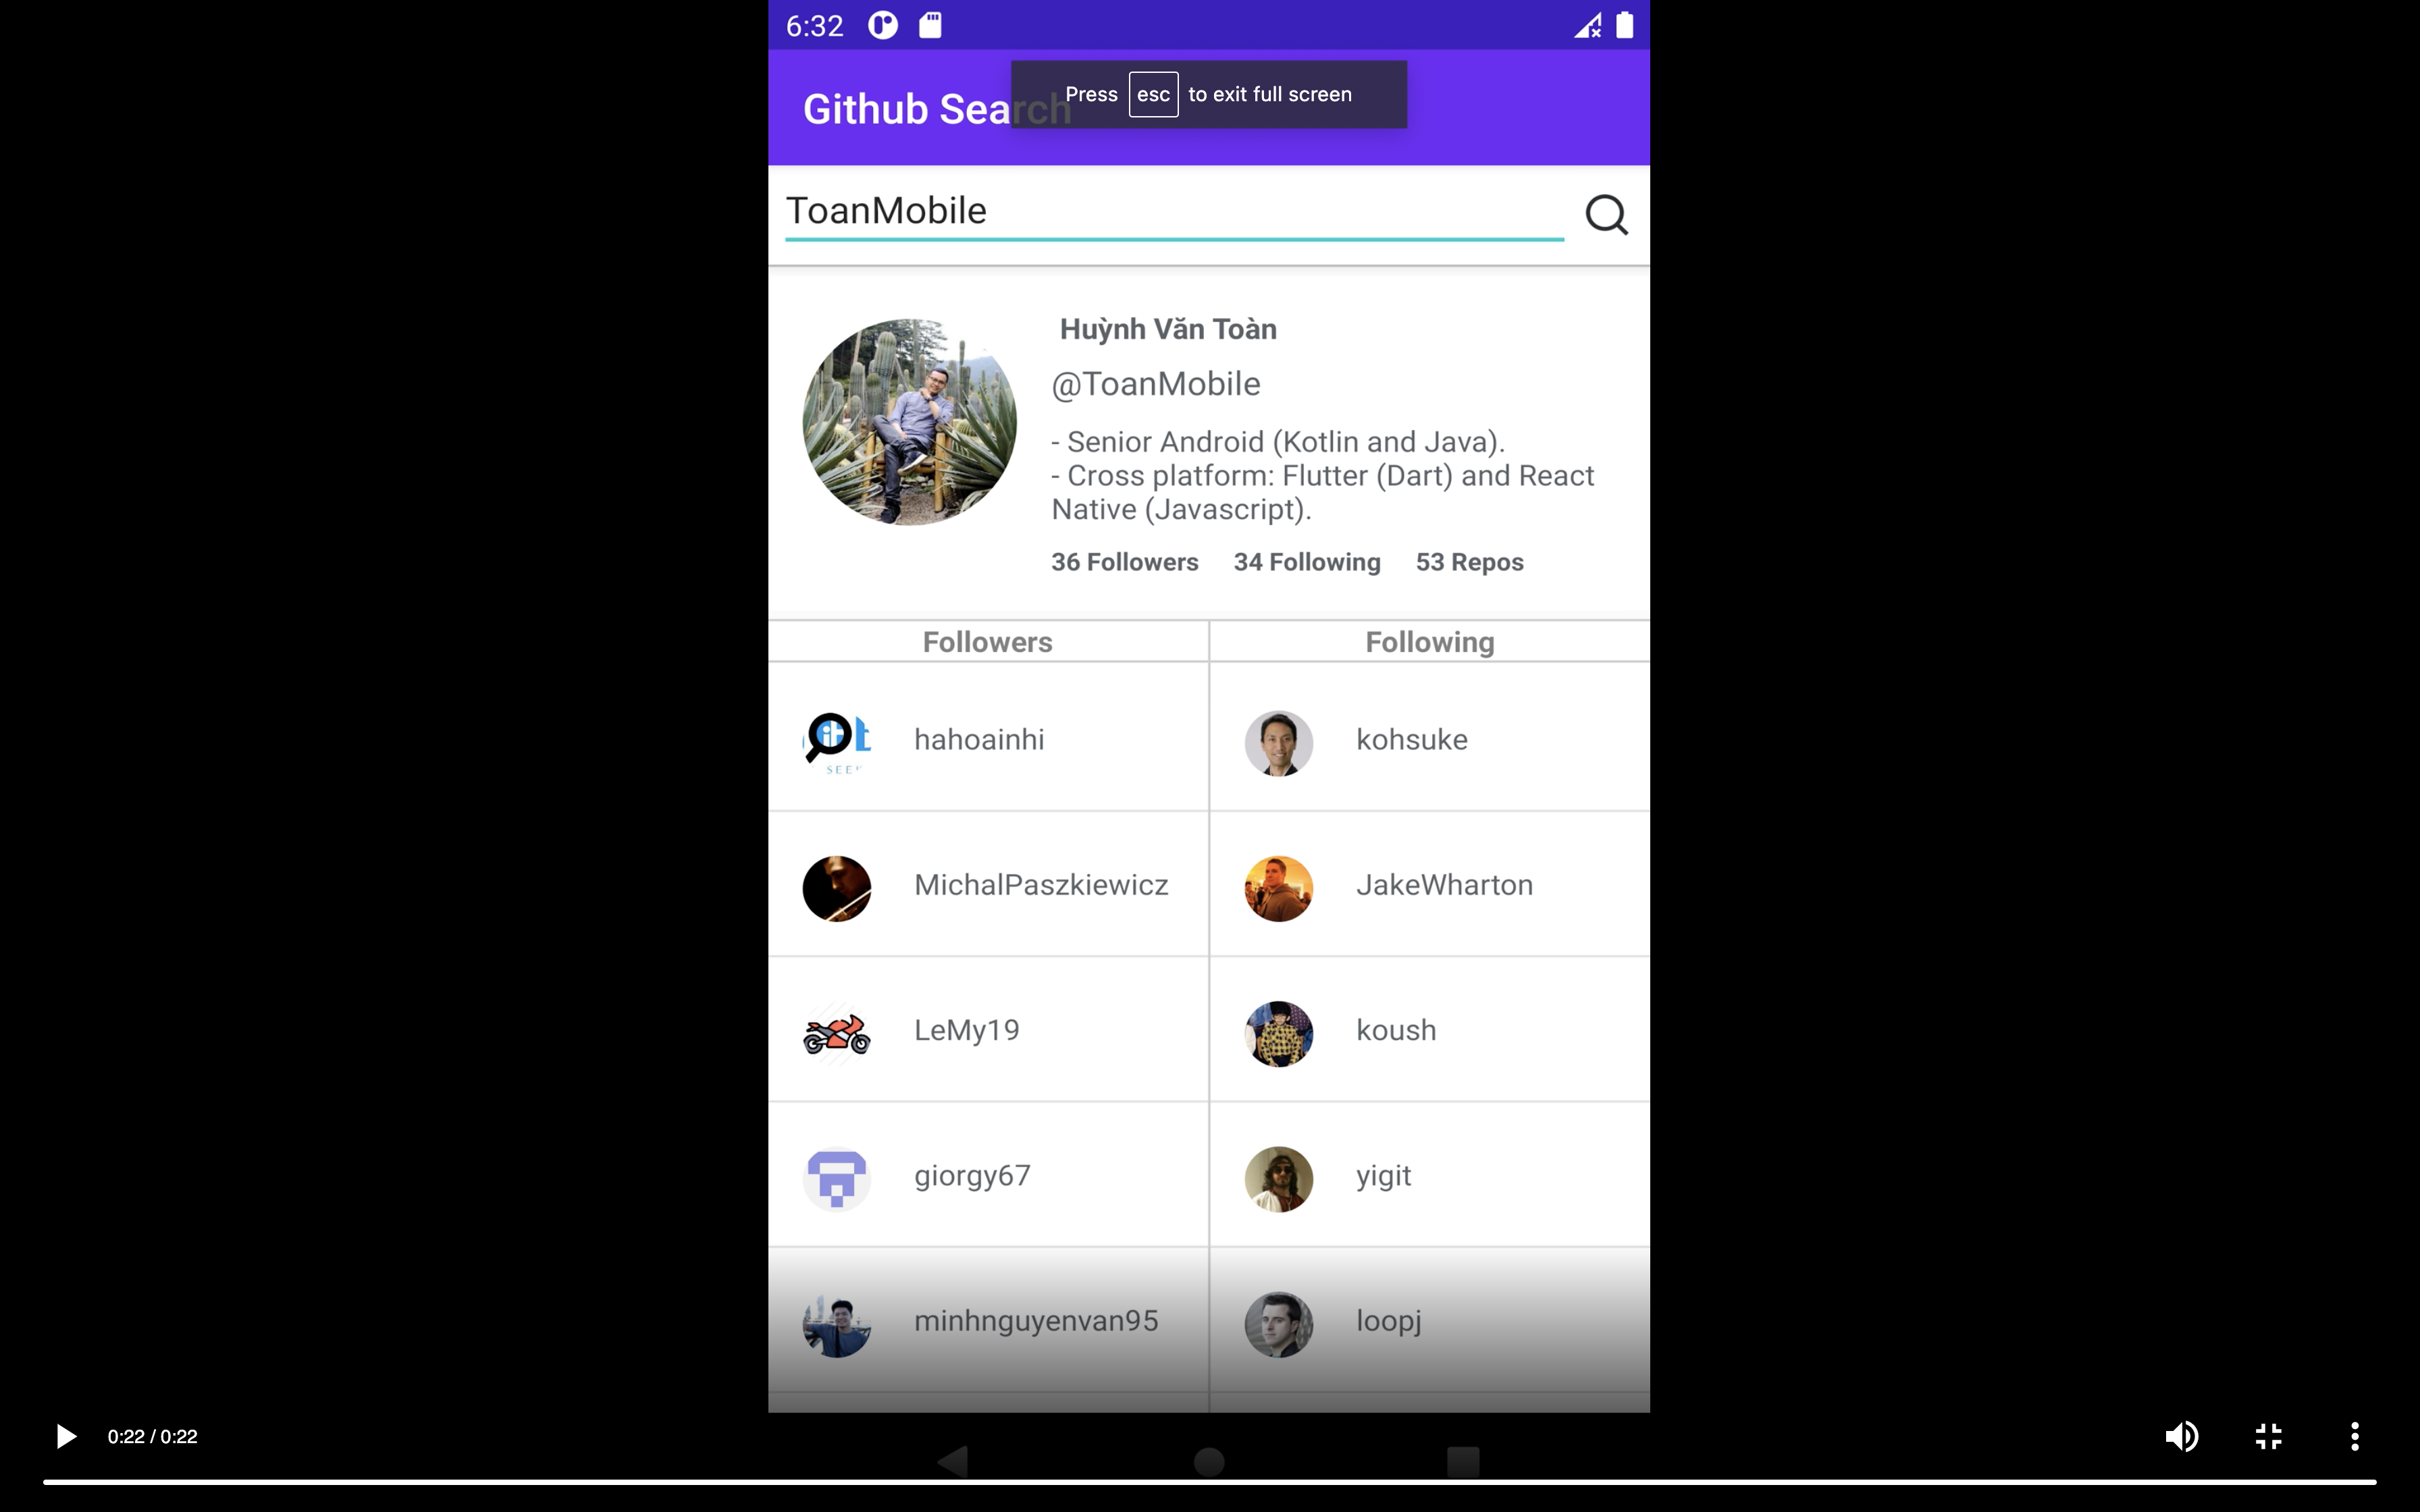 6:32
Github Search
Press esc to exit full screen
ToanMobile
Huỳnh Văn Toàn
@ToanMobile
- Senior Android (Kotlin and Java).
- Cross platform: Flutter (Dart) and React
Native (Javascript).
36 Followers 34 Following 53 Repos
Followers Following
hahoainhi kohsuke
MichalPaszkiewicz JakeWharton
LeMy19 koush
giorgy67 yigit
minhnguyenvan95 loopj
0:22 / 0:22